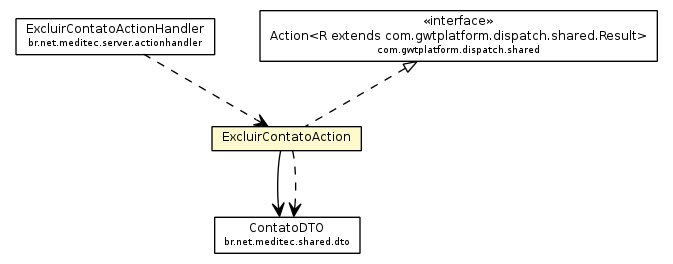 ExcluirContatoActionHandler
br.net.meditec.server.actionhandler
«interface»
Action<R extends com.gwtplatform.dispatch.shared.Result>
com.gwtplatform.dispatch.shared
ExcluirContatoAction
ContatoDTO
br.net.meditec.shared.dto